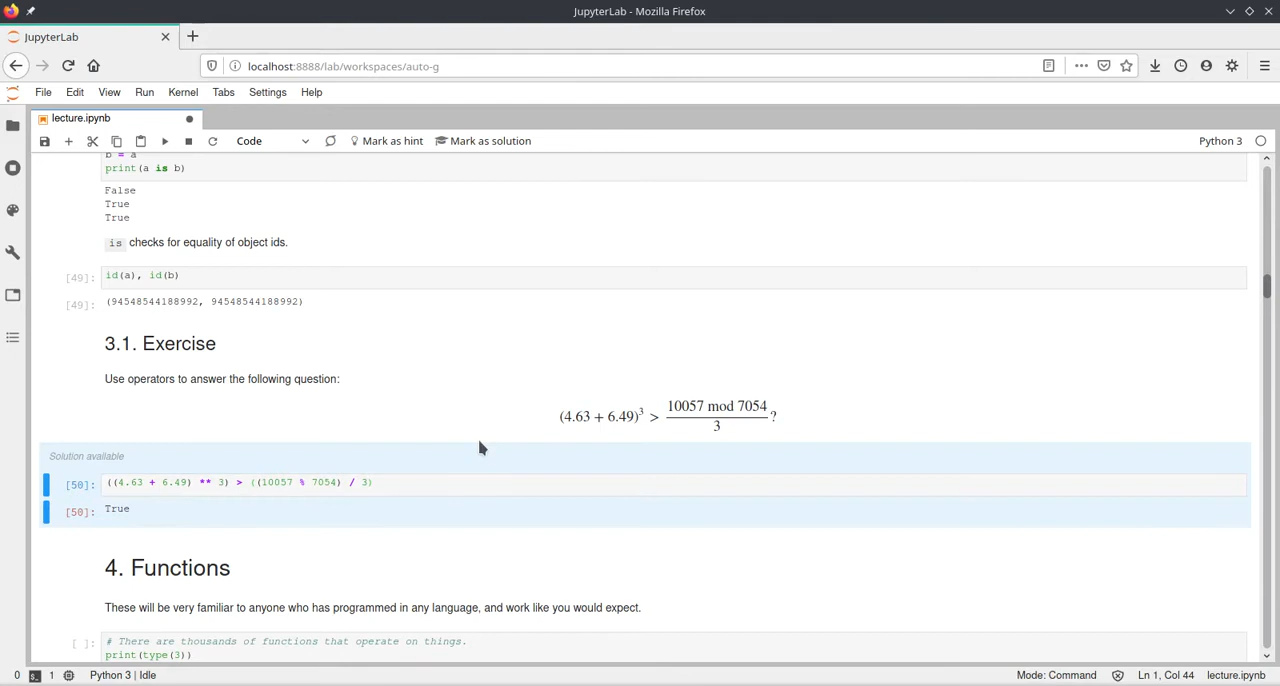 JupyterLab - Mozilla Firefox
JupyterLab
localhost:8888/lab/workspaces/auto-g
File Edit View Run Kernel Tabs Settings Help
lecture.ipynb
Code Mark as hint Mark as solution Python 3
b = a
print(a is b)
False
True
True
is checks for equality of object ids.
[49]: id(a), id(b)
[49]: (94548544188992, 94548544188992)
3.1. Exercise
Use operators to answer the following question:
(4.63 + 6.49)³ > 10057 mod 7054 / 3 ?
Solution available
[50]: ((4.63 + 6.49) ** 3) > ((10057 % 7054) / 3)
[50]: True
4. Functions
These will be very familiar to anyone who has programmed in any language, and work like you would expect.
[ ]: # There are thousands of functions that operate on things.
print(type(3))
0 1 Python 3 | Idle Mode: Command Ln 1, Col 44 lecture.ipynb